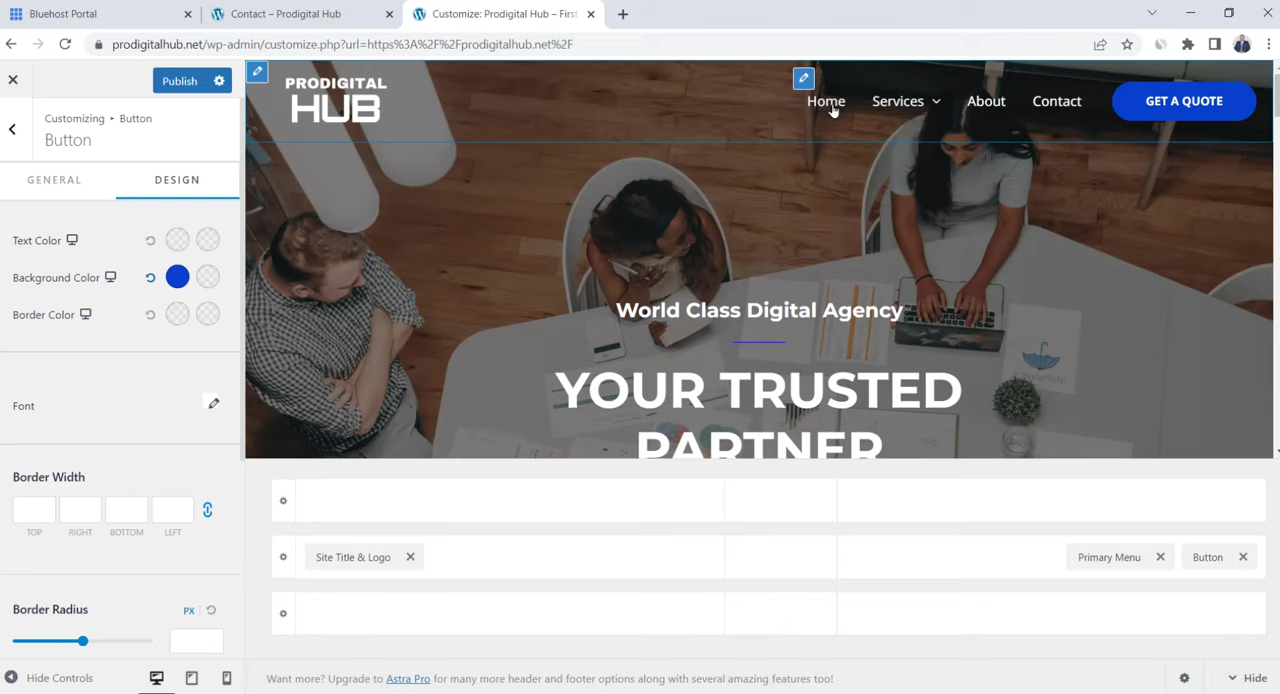 Bluehost Portal
Contact – Prodigital Hub
Customize: Prodigital Hub – First
prodigitalhub.net/wp-admin/customize.php?url=https%3A%2F%2Fprodigitalhub.net%2F
Publish
Customizing ▸ Button
Button
GENERAL
DESIGN
Text Color
Background Color
Border Color
Font
Border Width
TOP
RIGHT
BOTTOM
LEFT
Border Radius
PX
Hide Controls
PRODIGITAL
HUB
Home
Services
About
Contact
GET A QUOTE
World Class Digital Agency
YOUR TRUSTED
PARTNER
Site Title & Logo
Primary Menu
Button
Want more? Upgrade to Astra Pro for many more header and footer options along with several amazing features too!
Hide